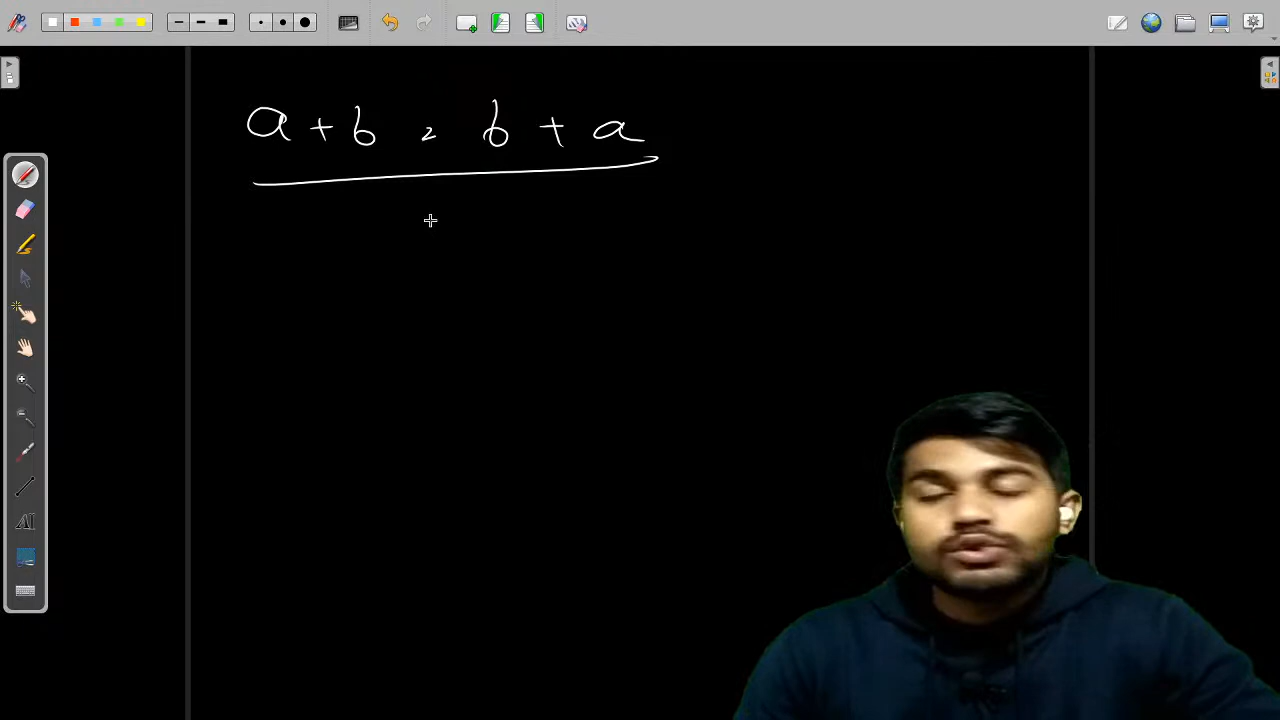 a + b = b + a